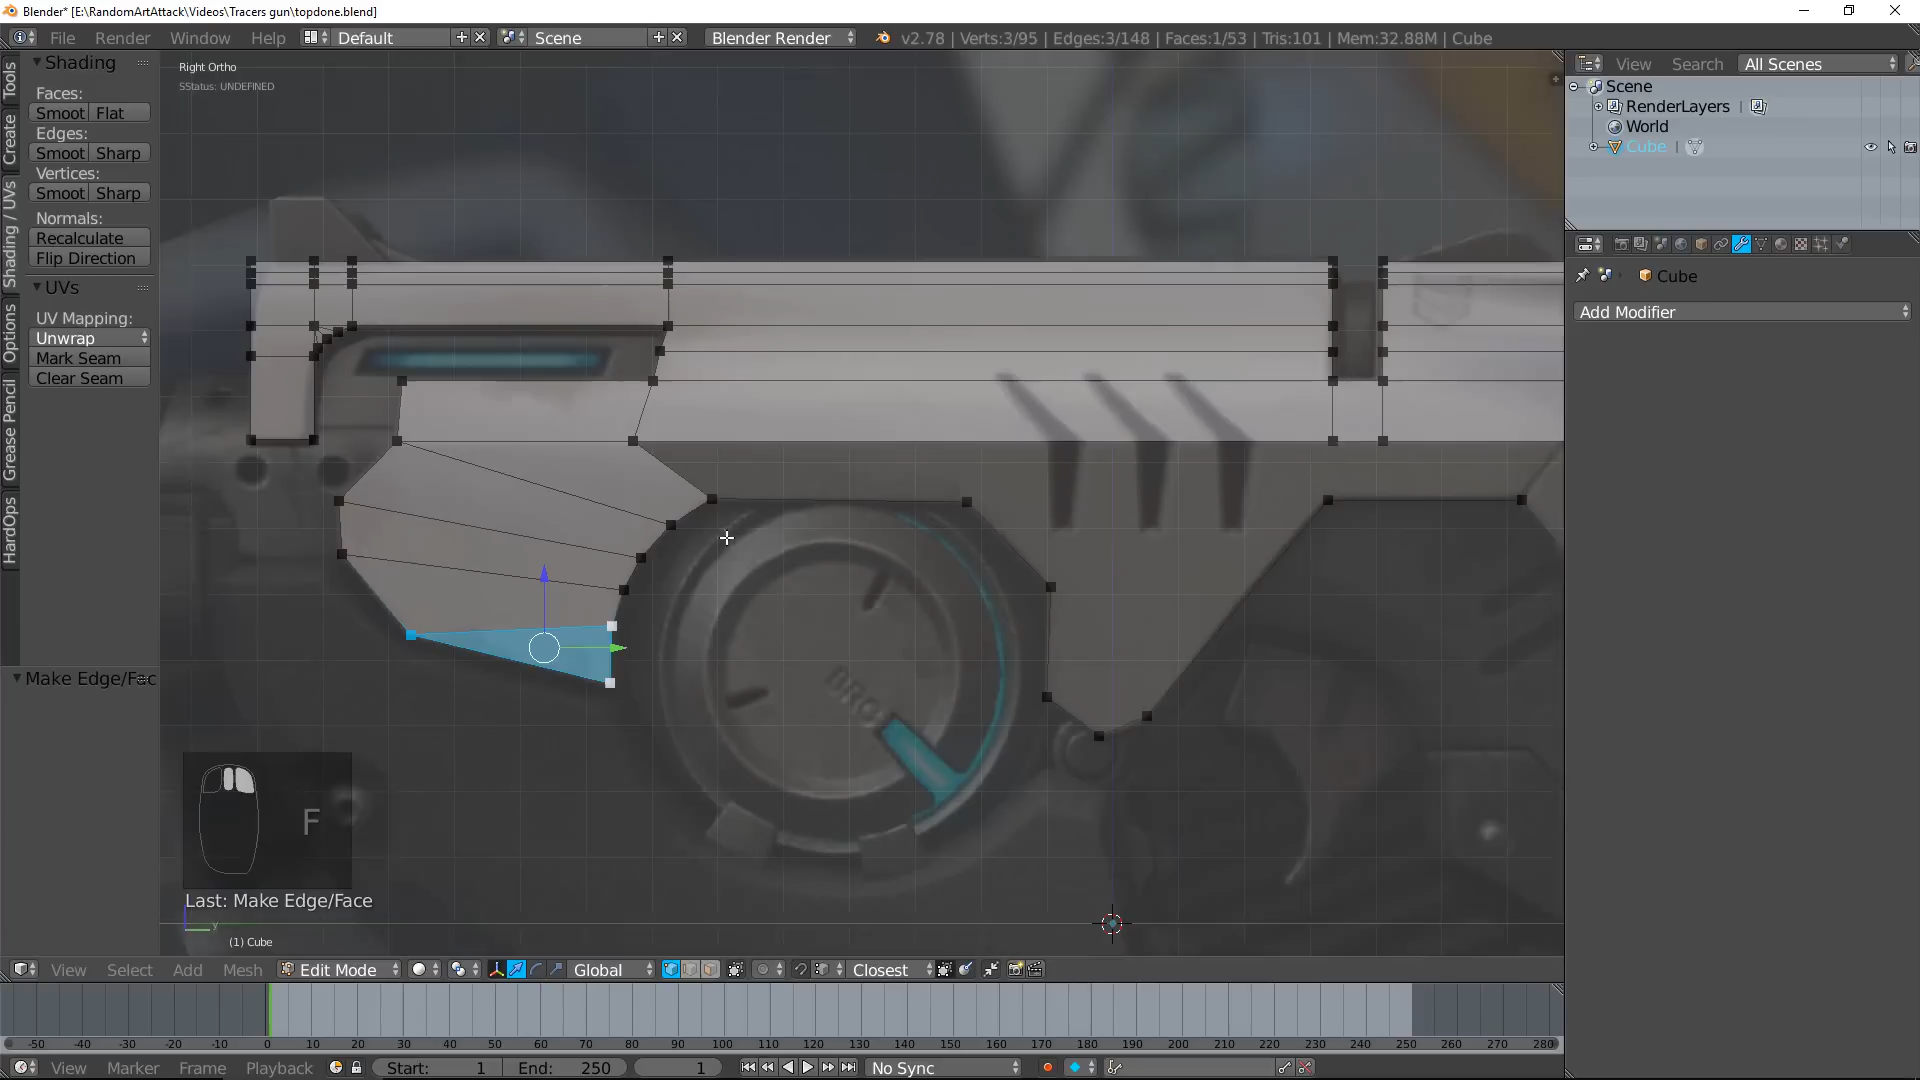 Blender* [E:\RandomArtAttack\Videos\Tracers gun\topdone.blend]
File Render Window Help Default Scene Blender Render v2.78 | Verts:3/95 | Edges:3/148 | Faces:1/53 | Tris:101 | Mem:32.88M | Cube
Tools
Create
Shading / UVs
Options
Grease Pencil
HardOps
Shading
Faces:
Smoot Flat
Edges:
Smoot Sharp
Vertices:
Smoot Sharp
Normals:
Recalculate
Flip Direction
UVs
UV Mapping:
Unwrap
Mark Seam
Clear Seam
Make Edge/Fac
Right Ortho
SStatus: UNDEFINED
BRO
F
Last: Make Edge/Face
y
(1) Cube
View Search All Scenes
Scene
RenderLayers |
World
Cube |
Cube
Add Modifier
View Select Add Mesh Edit Mode Global Closest
-50 -40 -30 -20 -10 0 10 20 30 40 50 60 70 80 90 100 110 120 130 140 150 160 170 180 190 200 210 220 230 240 250 260 270 280
View Marker Frame Playback Start: 1 End: 250 1 No Sync